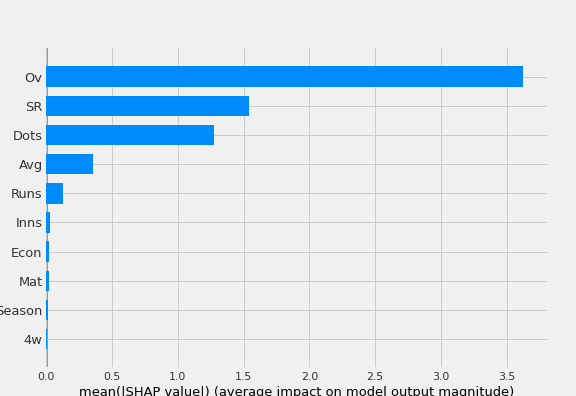 Ov
SR
Dots
Avg
Runs
Inns
Econ
Mat
Season
4w
0.0 0.5 1.0 1.5 2.0 2.5 3.0 3.5
mean(|SHAP value|) (average impact on model output magnitude)